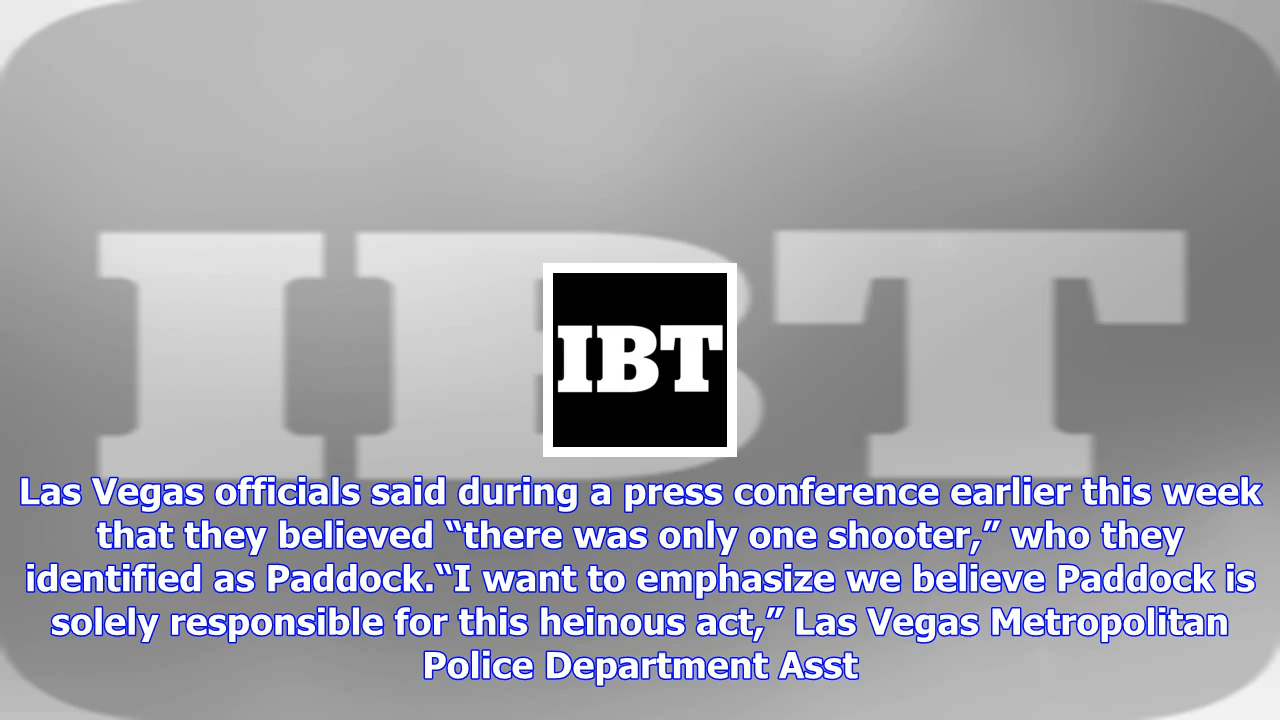 IBT
IBT
Las Vegas officials said during a press conference earlier this week
that they believed “there was only one shooter,” who they
identified as Paddock.“I want to emphasize we believe Paddock is
solely responsible for this heinous act,” Las Vegas Metropolitan
Police Department Asst